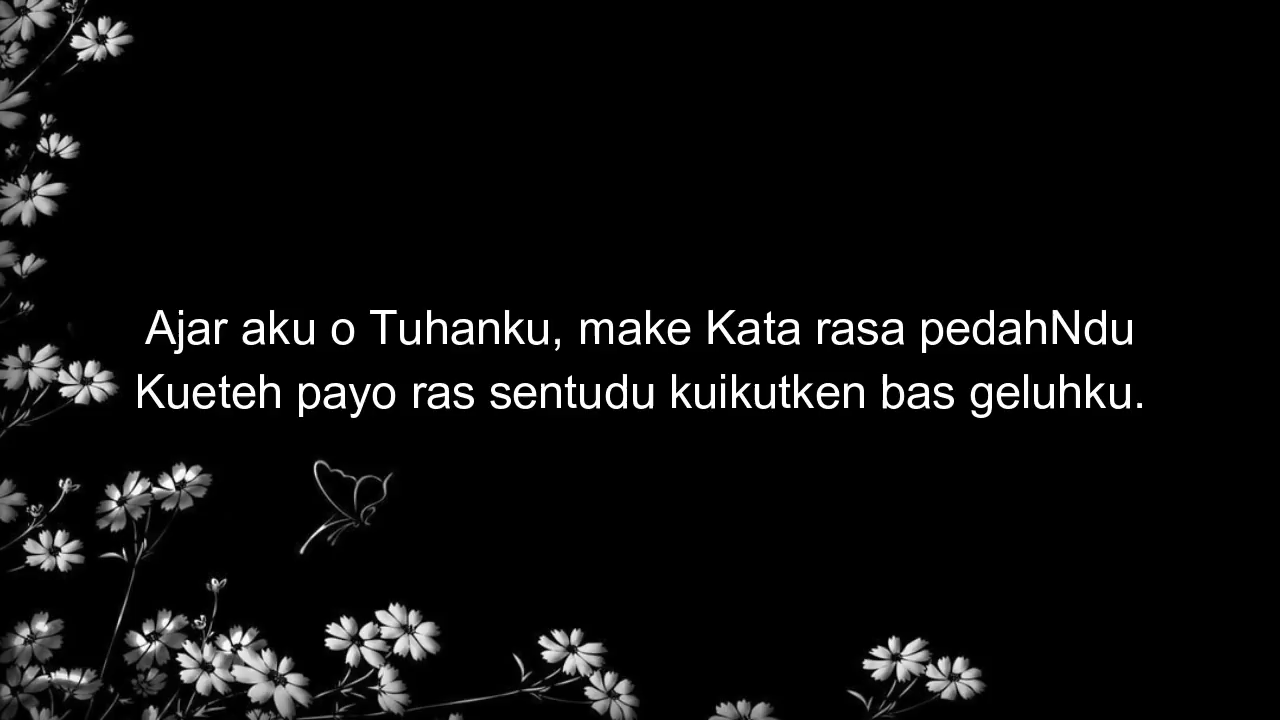 Ajar aku o Tuhanku, make Kata rasa pedahNdu
Kueteh payo ras sentudu kuikutken bas geluhku.